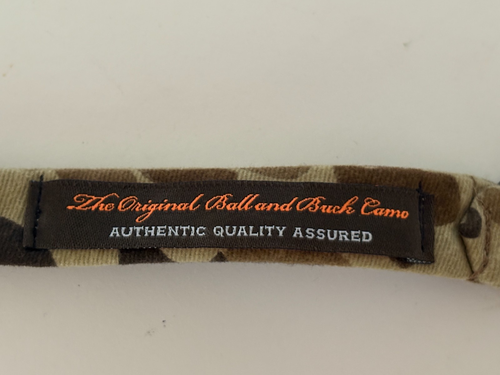 The Original Ball and Buck Camo
AUTHENTIC QUALITY ASSURED